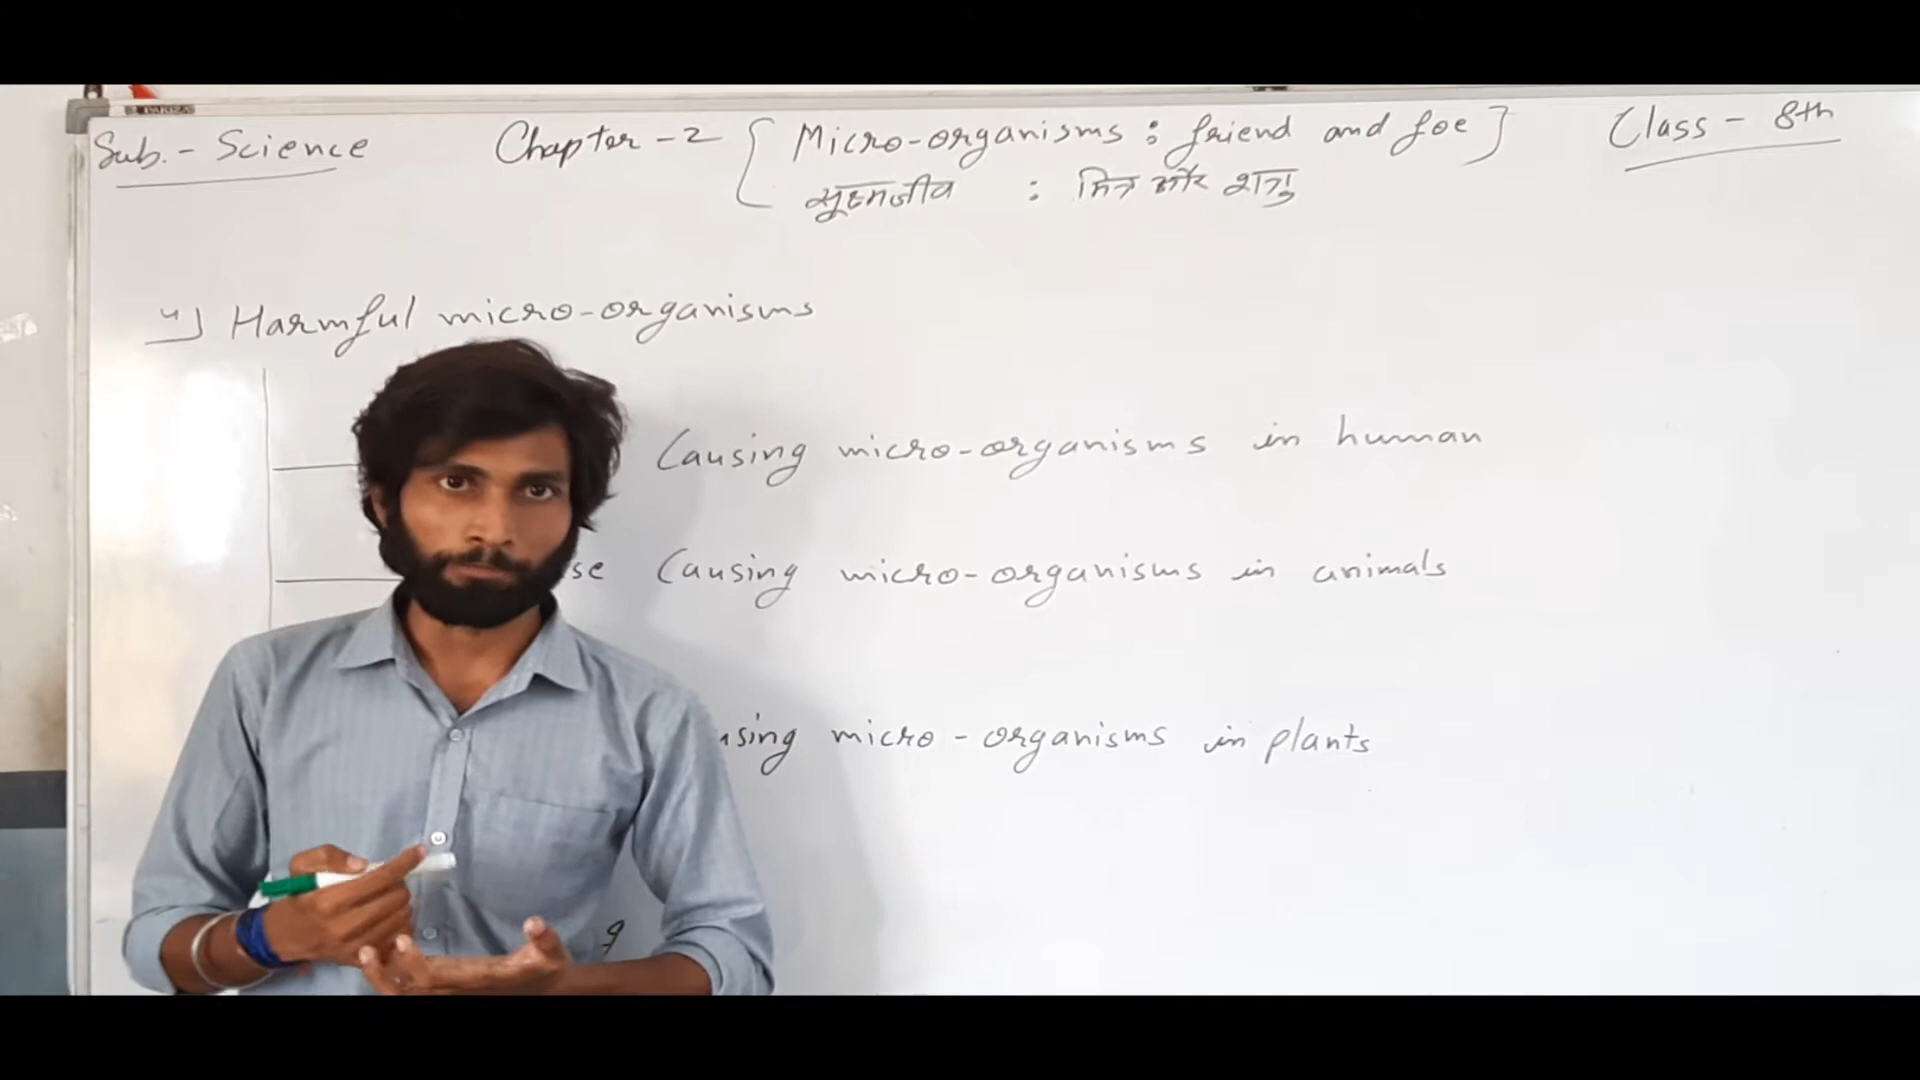 Sub. - Science
Chapter - 2 [ Micro-organisms : friend and foe ]
सूक्ष्मजीव : मित्र और शत्रु
Class - 8th
4) Harmful micro-organisms
Causing micro-organisms in human
se Causing micro-organisms in animals
using micro-organisms in plants